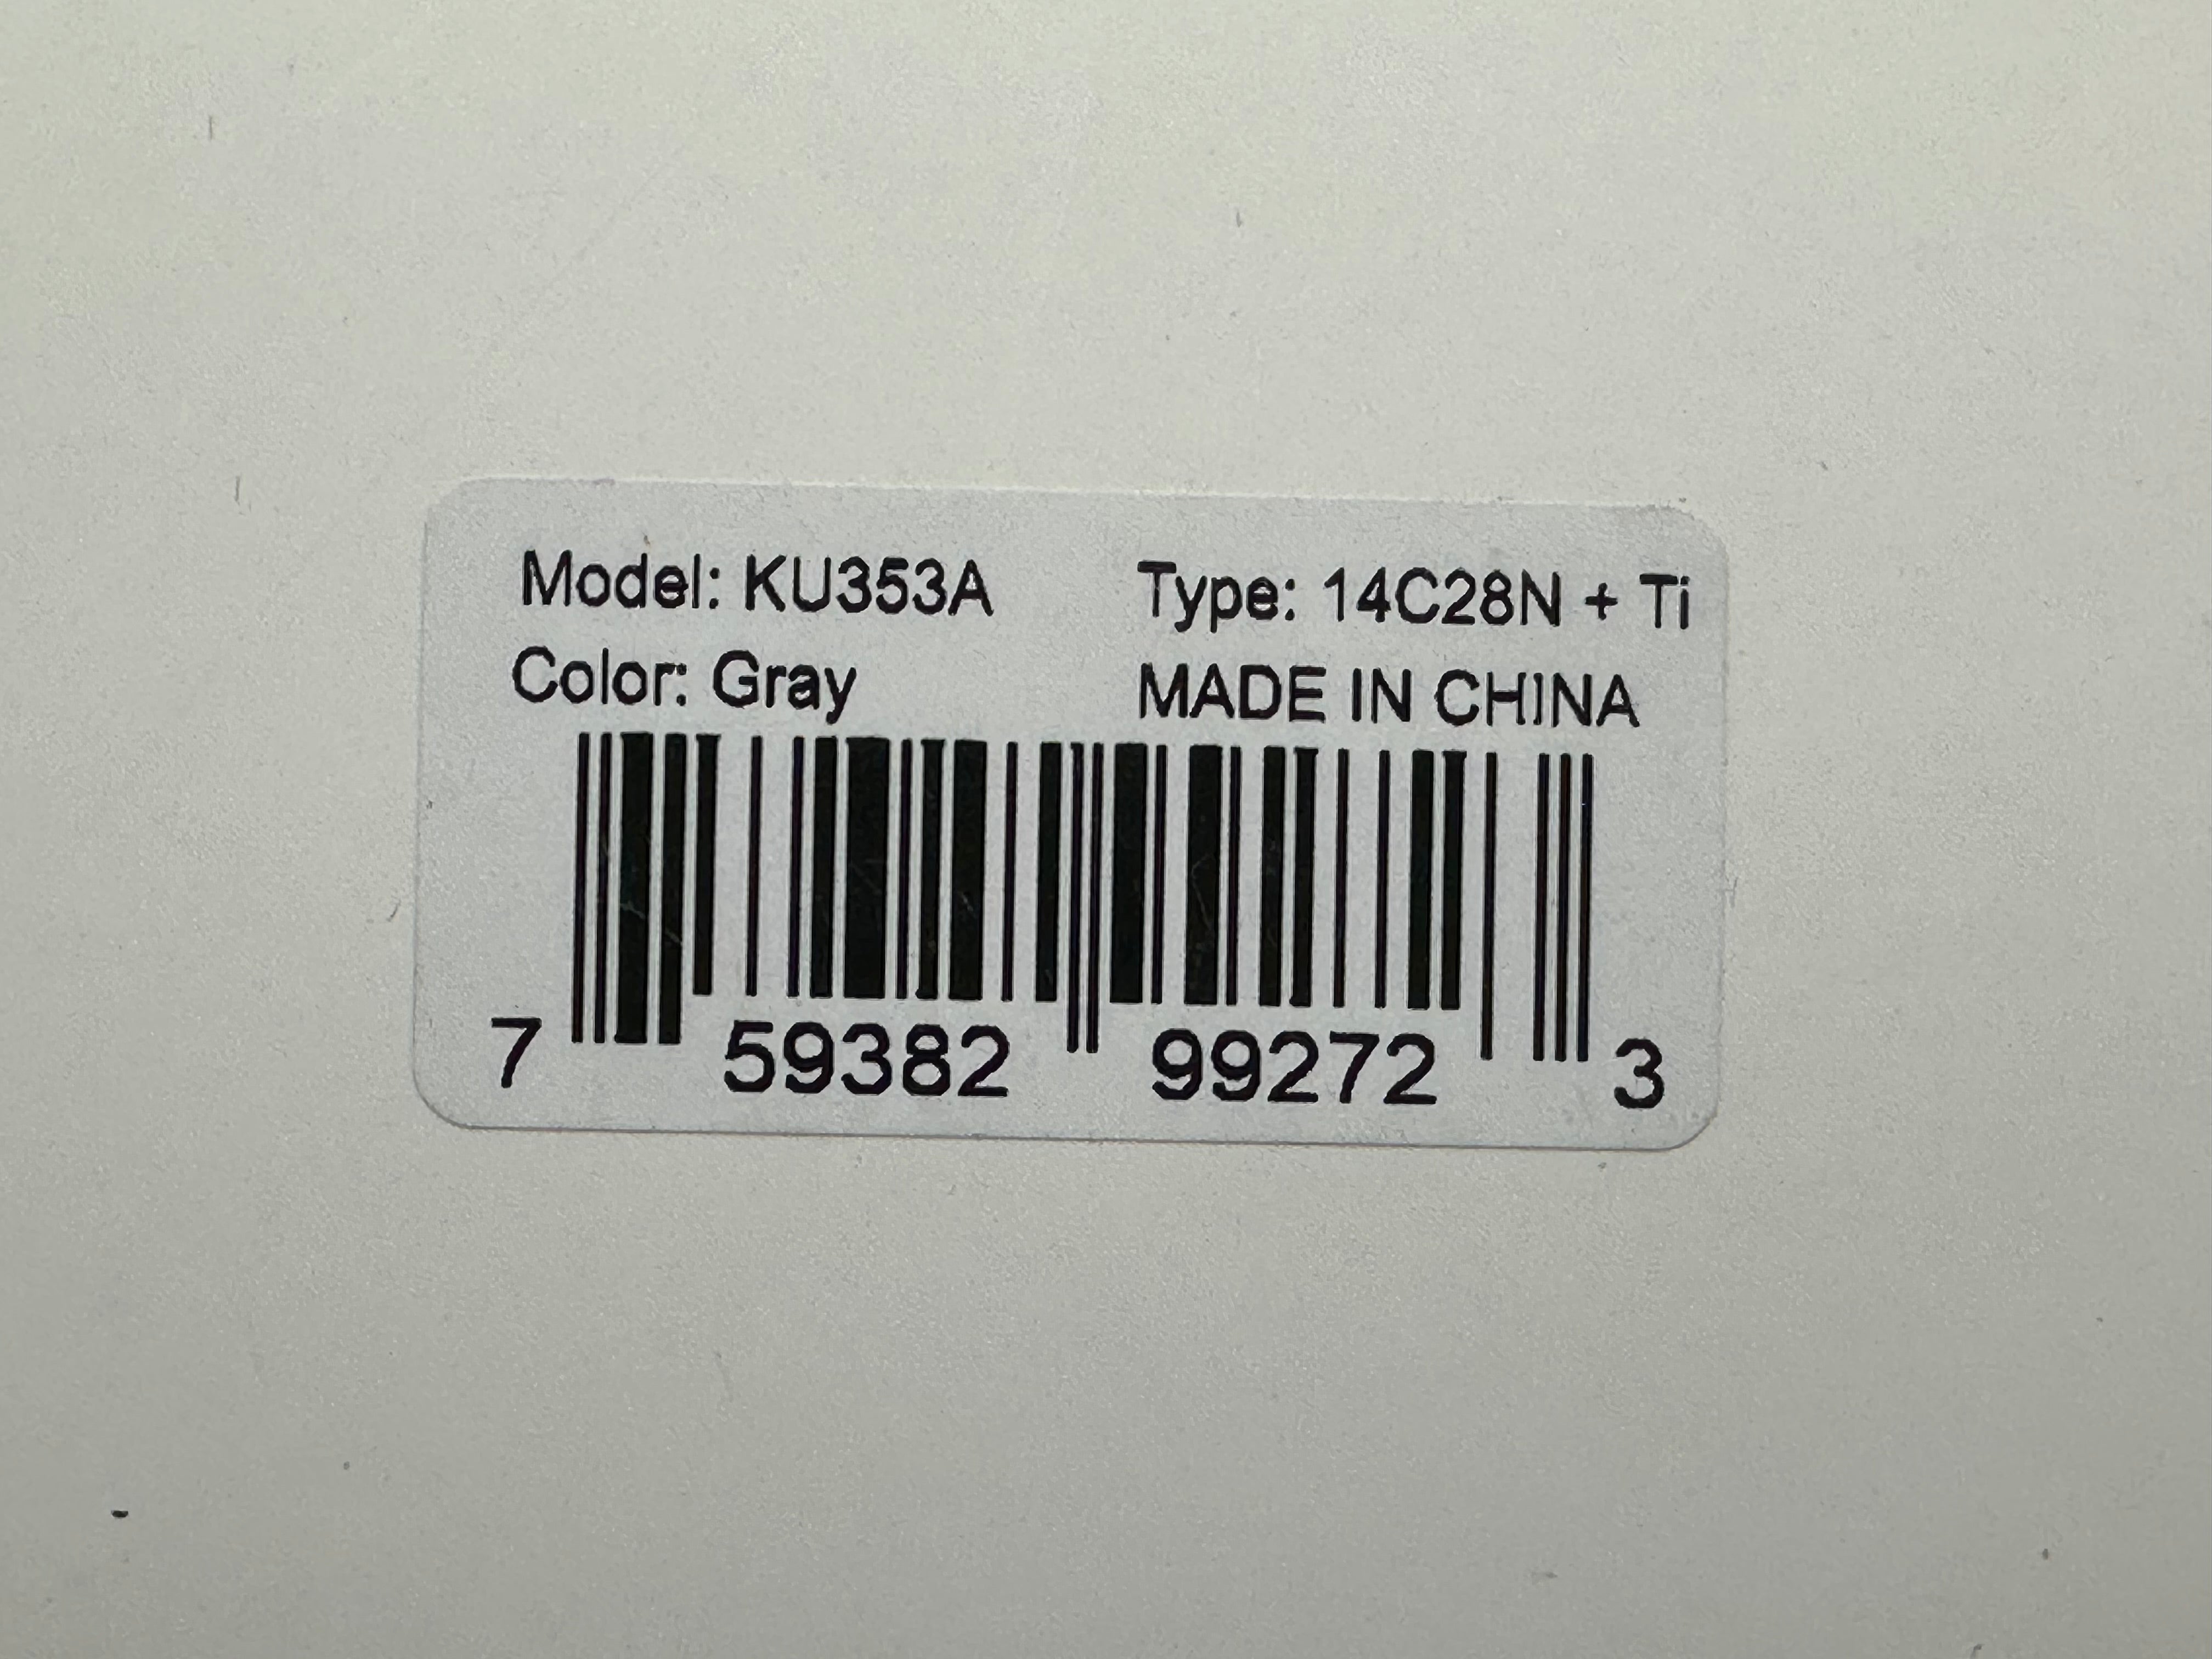 Model: KU353A Type: 14C28N + Ti
Color: Gray MADE IN CHINA
7 59382 99272 3